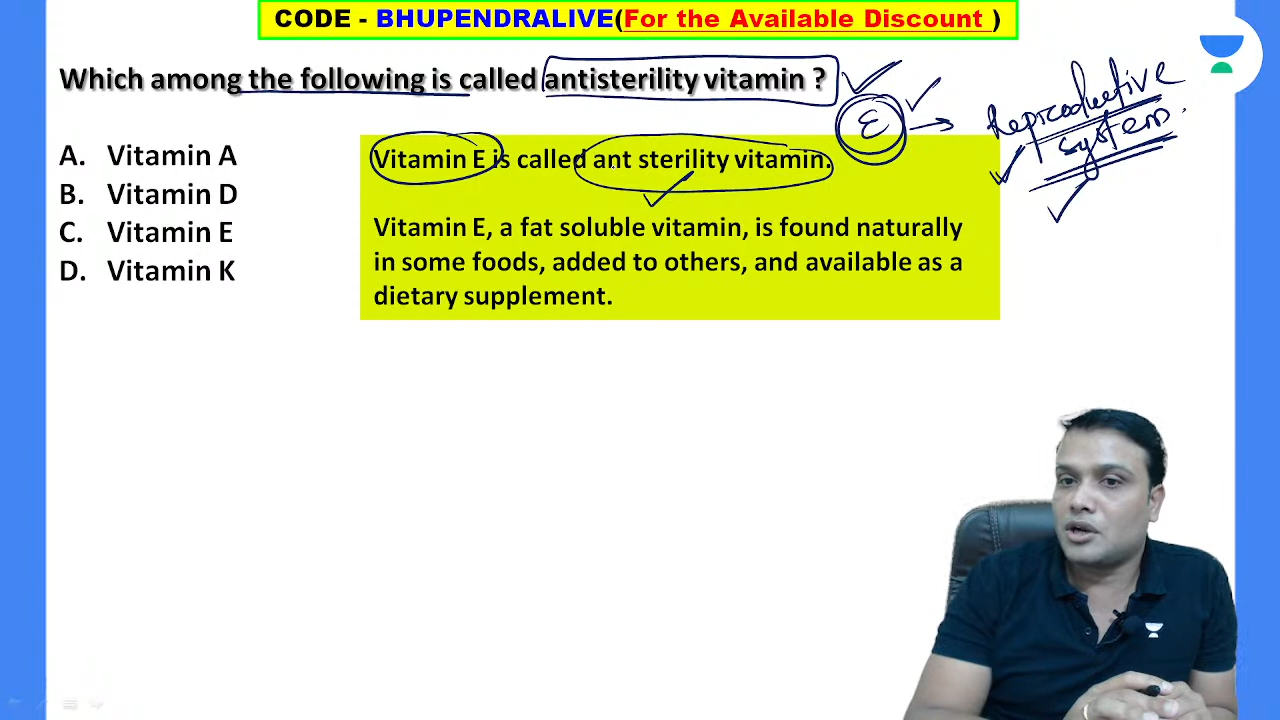 CODE - BHUPENDRALIVE(For the Available Discount )
Which among the following is called antisterility vitamin ?
E
Reproductive
system.
A. Vitamin A
B. Vitamin D
C. Vitamin E
D. Vitamin K
Vitamin E is called ant sterility vitamin.
Vitamin E, a fat soluble vitamin, is found naturally
in some foods, added to others, and available as a
dietary supplement.